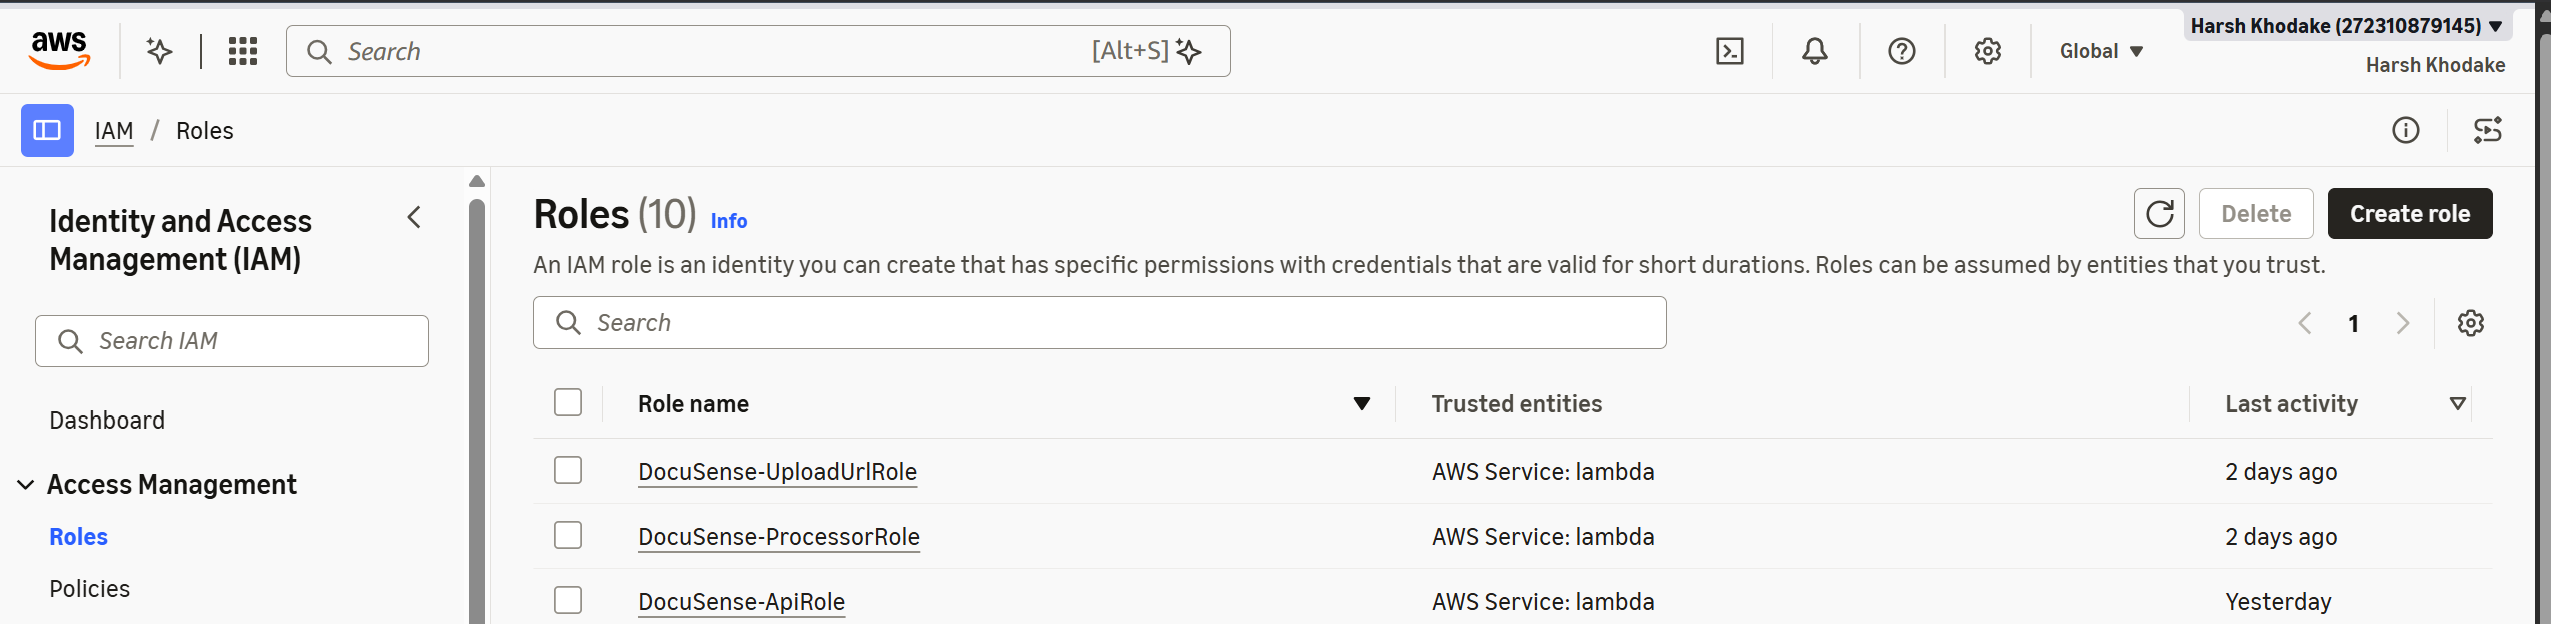 aws
Search [Alt+S]
Global
Harsh Khodake (272310879145)
Harsh Khodake
IAM / Roles
Identity and Access
Management (IAM)
Search IAM
Dashboard
Access Management
Roles
Policies
Roles (10) Info
Delete
Create role
An IAM role is an identity you can create that has specific permissions with credentials that are valid for short durations. Roles can be assumed by entities that you trust.
Search
1
Role name Trusted entities Last activity
DocuSense-UploadUrlRole AWS Service: lambda 2 days ago
DocuSense-ProcessorRole AWS Service: lambda 2 days ago
DocuSense-ApiRole AWS Service: lambda Yesterday